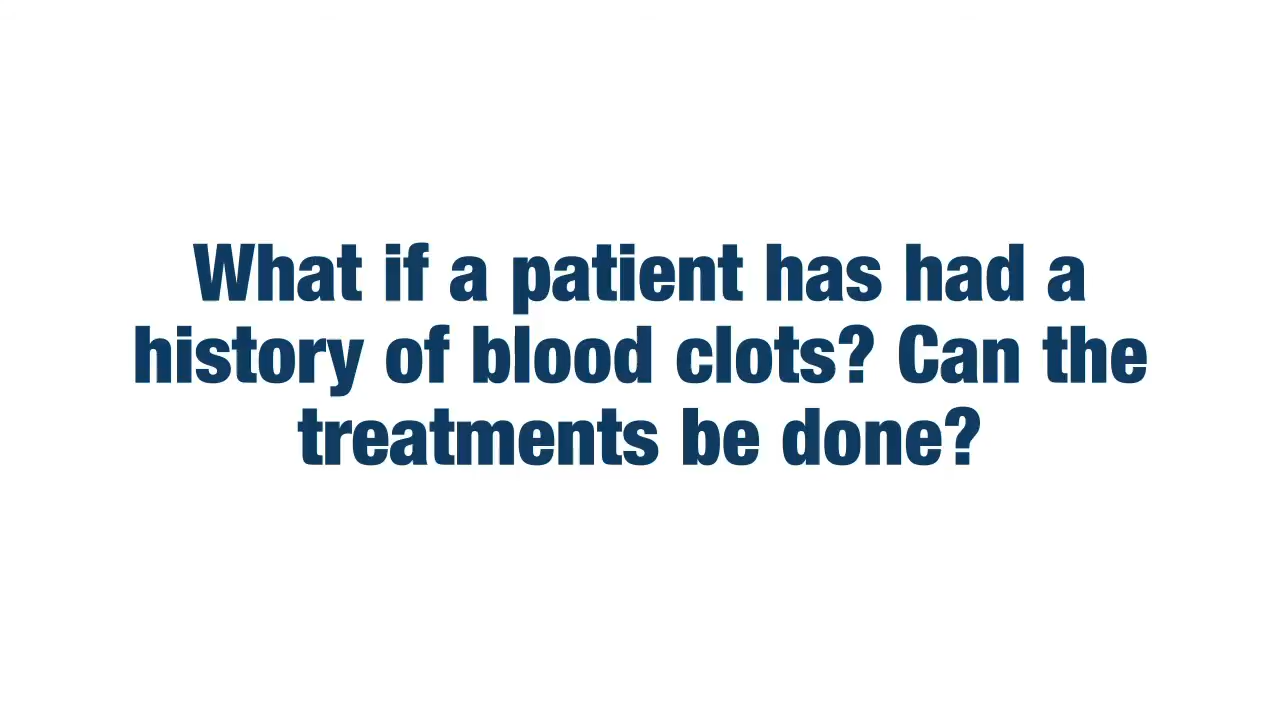 What if a patient has had a
history of blood clots? Can the
treatments be done?